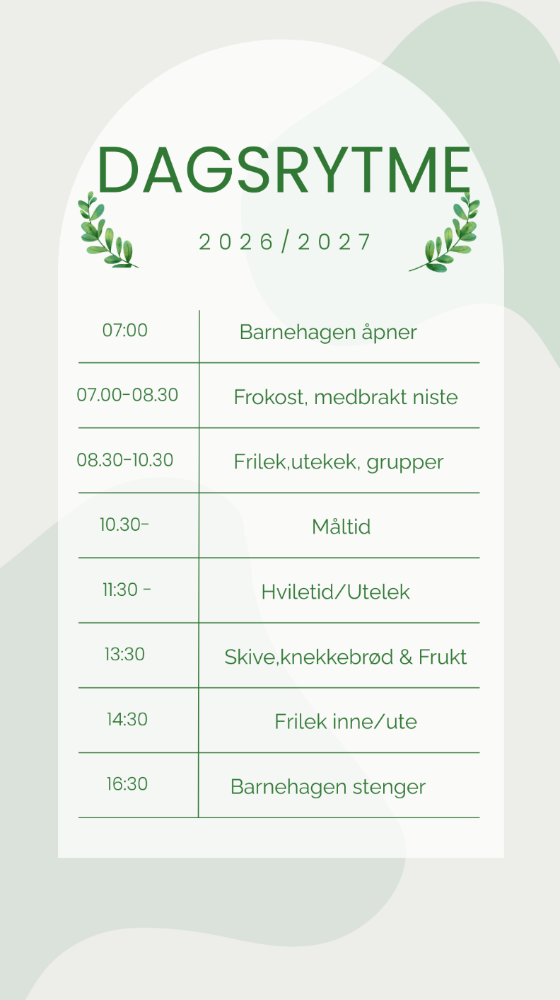 DAGSRYTME
2026/2027
07:00 Barnehagen åpner
07.00-08.30 Frokost, medbrakt niste
08.30-10.30 Frilek,utekek, grupper
10.30- Måltid
11:30 - Hviletid/Utelek
13:30 Skive,knekkebrød & Frukt
14:30 Frilek inne/ute
16:30 Barnehagen stenger